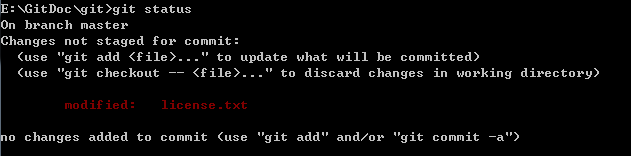 E:\GitDoc\git>git status
On branch master
Changes not staged for commit:
  (use "git add <file>..." to update what will be committed)
  (use "git checkout -- <file>..." to discard changes in working directory)
        modified:   license.txt
no changes added to commit (use "git add" and/or "git commit -a")